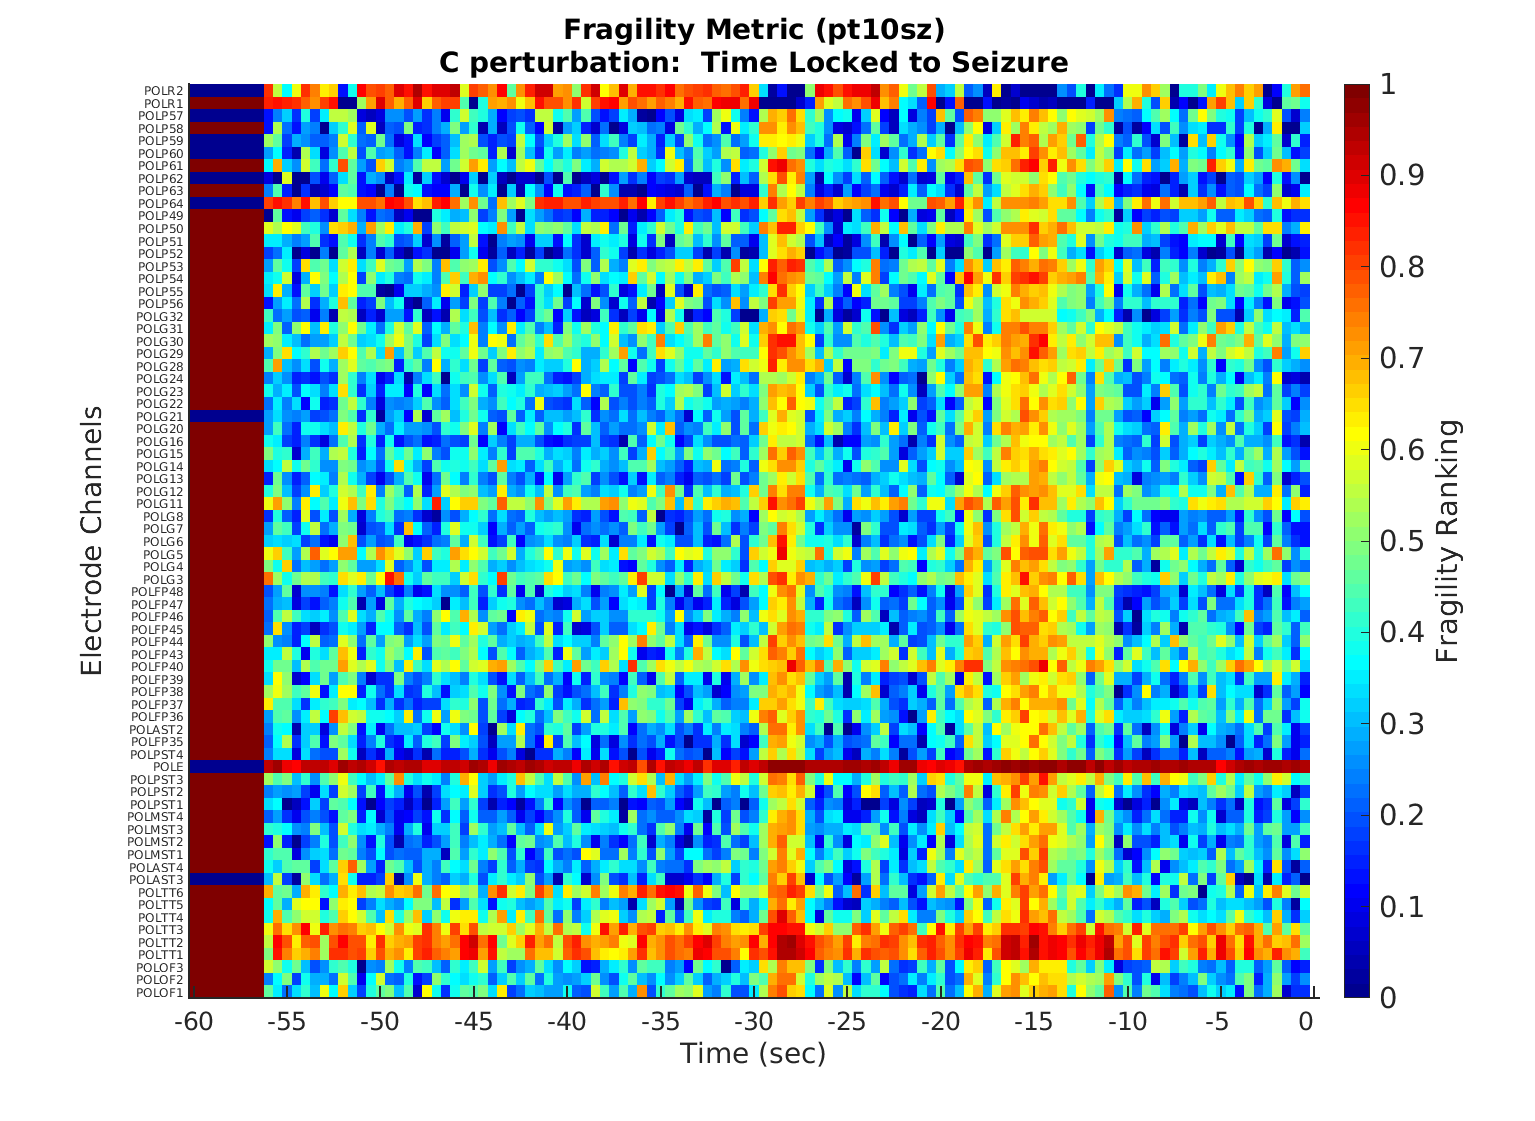 Fragility Metric (pt10sz)
C perturbation:  Time Locked to Seizure
Electrode Channels
POLR2
POLR1
POLP57
POLP58
POLP59
POLP60
POLP61
POLP62
POLP63
POLP64
POLP49
POLP50
POLP51
POLP52
POLP53
POLP54
POLP55
POLP56
POLG32
POLG31
POLG30
POLG29
POLG28
POLG24
POLG23
POLG22
POLG21
POLG20
POLG16
POLG15
POLG14
POLG13
POLG12
POLG11
POLG8
POLG7
POLG6
POLG5
POLG4
POLG3
POLFP48
POLFP47
POLFP46
POLFP45
POLFP44
POLFP43
POLFP40
POLFP39
POLFP38
POLFP37
POLFP36
POLAST2
POLFP35
POLPST4
POLE
POLPST3
POLPST2
POLPST1
POLMST4
POLMST3
POLMST2
POLMST1
POLAST4
POLAST3
POLTT6
POLTT5
POLTT4
POLTT3
POLTT2
POLTT1
POLOF3
POLOF2
POLOF1
-60 -55 -50 -45 -40 -35 -30 -25 -20 -15 -10 -5 0
Time (sec)
1
0.9
0.8
0.7
0.6
0.5
0.4
0.3
0.2
0.1
0
Fragility Ranking